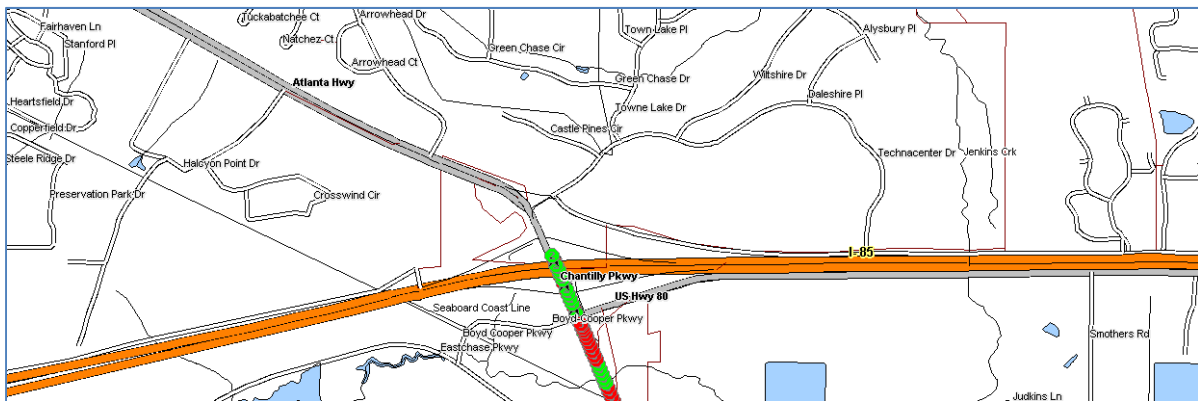 Tuckabatchee Ct
Arrowhead Dr
Fairhaven Ln
Stanford Pl
Natchez Ct
Green Chase Cir
Town Lake Pl
Alysbury Pl
Arrowhead Ct
Atlanta Hwy
Green Chase Dr
Wiltshire Dr
Heartsfield Dr
Towne Lake Dr
Daleshire Pl
Copperfield Dr
Castle Pines Cir
Steele Ridge Dr
Halcyon Point Dr
Technacenter Dr
Jenkins Crk
Preservation Park Dr
Crosswind Cir
I-85
Chantilly Pkwy
US Hwy 80
Seaboard Coast Line
Boyd-Cooper Pkwy
Boyd Cooper Pkwy
Smothers Rd
Eastchase Pkwy
Judkins Ln